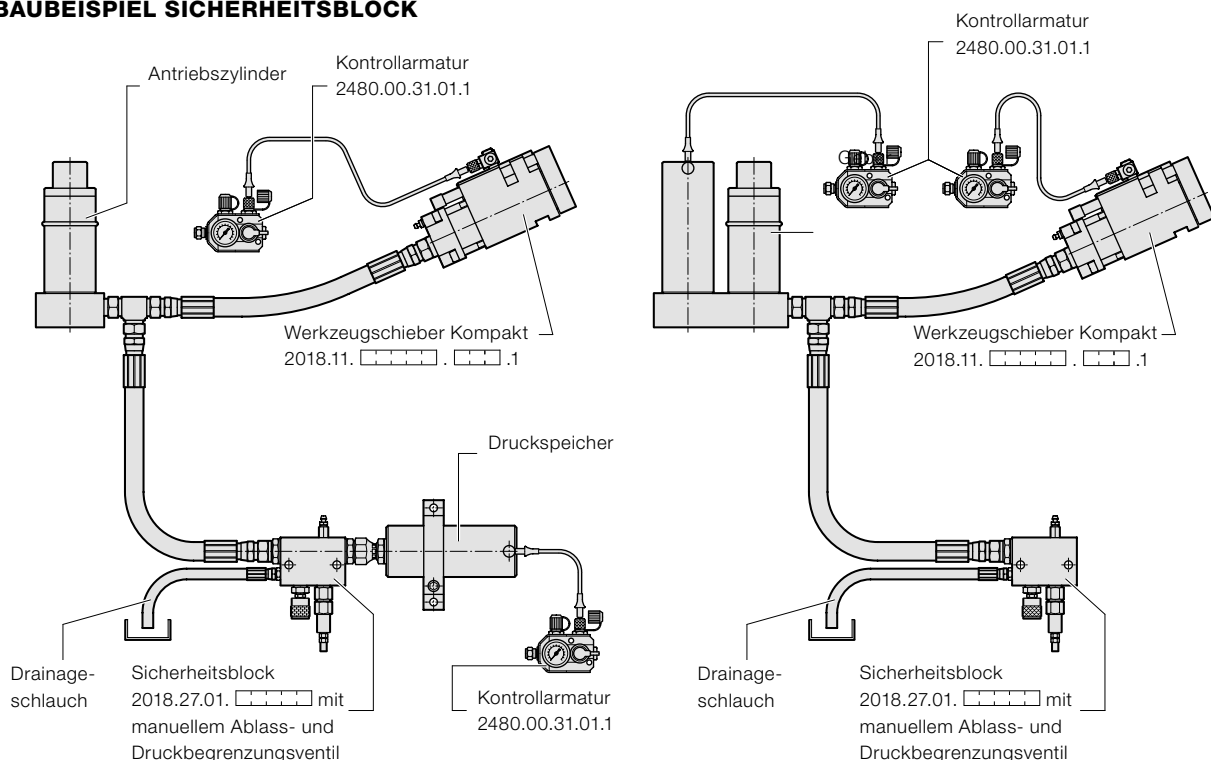 BAUBEISPIEL SICHERHEITSBLOCK
Antriebszylinder
Kontrollarmatur
2480.00.31.01.1
Werkzeugschieber Kompakt
2018.11. . .1
Druckspeicher
Kontrollarmatur
2480.00.31.01.1
Drainage-
schlauch
Sicherheitsblock
2018.27.01. mit
manuellem Ablass- und
Druckbegrenzungsventil
Kontrollarmatur
2480.00.31.01.1
Werkzeugschieber Kompakt
2018.11. . .1
Drainage-
schlauch
Sicherheitsblock
2018.27.01. mit
manuellem Ablass- und
Druckbegrenzungsventil